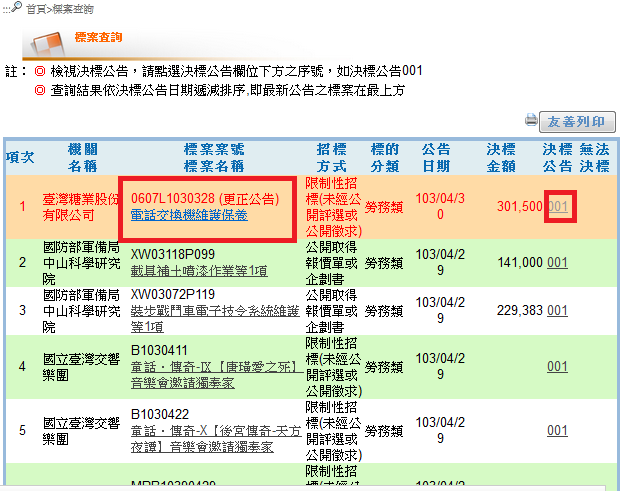 首頁>標案查詢
標案查詢
註：◎ 檢視決標公告，請點選決標公告欄位下方之序號，如決標公告001
◎ 查詢結果依決標公告日期遞減排序,即最新公告之標案在最上方
友善列印
項次 機關名稱 標案案號 標案名稱 招標方式 標的分類 公告日期 決標金額 決標公告 無法決標
1
臺灣糖業股份
有限公司
0607L1030328 (更正公告)
電話交換機維護保養
限制性招
標(未經公
開評選或
公開徵求)
勞務類
103/04/3
0
301,500
001
2
國防部軍備局
中山科學研究
院
XW03118P099
載具補土噴漆作業等1項
公開取得
報價單或
企劃書
勞務類
103/04/2
9
141,000
001
3
國防部軍備局
中山科學研究
院
XW03072P119
裝步戰鬥車電子技令系統維護
等1項
公開取得
報價單或
企劃書
勞務類
103/04/2
9
229,383
001
4
國立臺灣交響
樂團
B1030411
童話‧傳奇-IX【唐璜愛之死】
音樂會邀請獨奏家
限制性招
標(未經公
開評選或
公開徵求)
勞務類
103/04/2
9
001
5
國立臺灣交響
樂團
B1030422
童話‧傳奇-X【後宮傳奇-天方
夜譚】音樂會邀請獨奏家
限制性招
標(未經公
開評選或
公開徵求)
勞務類
103/04/2
9
001
限制性招
103/04/2